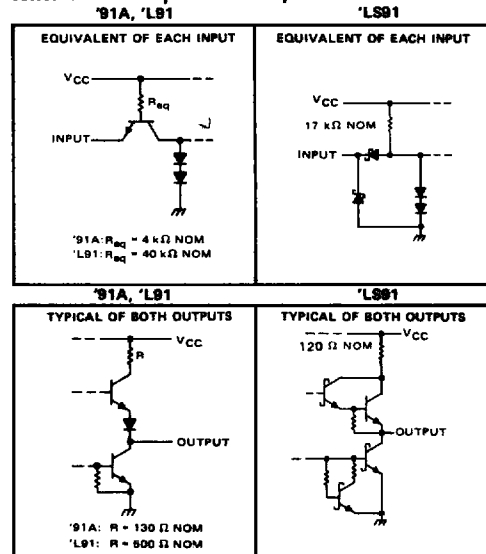 '91A, 'L91
EQUIVALENT OF EACH INPUT
VCC
Req
INPUT
'91A: Req = 4 kΩ NOM
'L91: Req = 40 kΩ NOM
'LS91
EQUIVALENT OF EACH INPUT
VCC
17 kΩ NOM
INPUT
'91A, 'L91
TYPICAL OF BOTH OUTPUTS
VCC
R
OUTPUT
'91A: R = 130 Ω NOM
'L91: R = 500 Ω NOM
'LS91
TYPICAL OF BOTH OUTPUTS
VCC
120 Ω NOM
OUTPUT